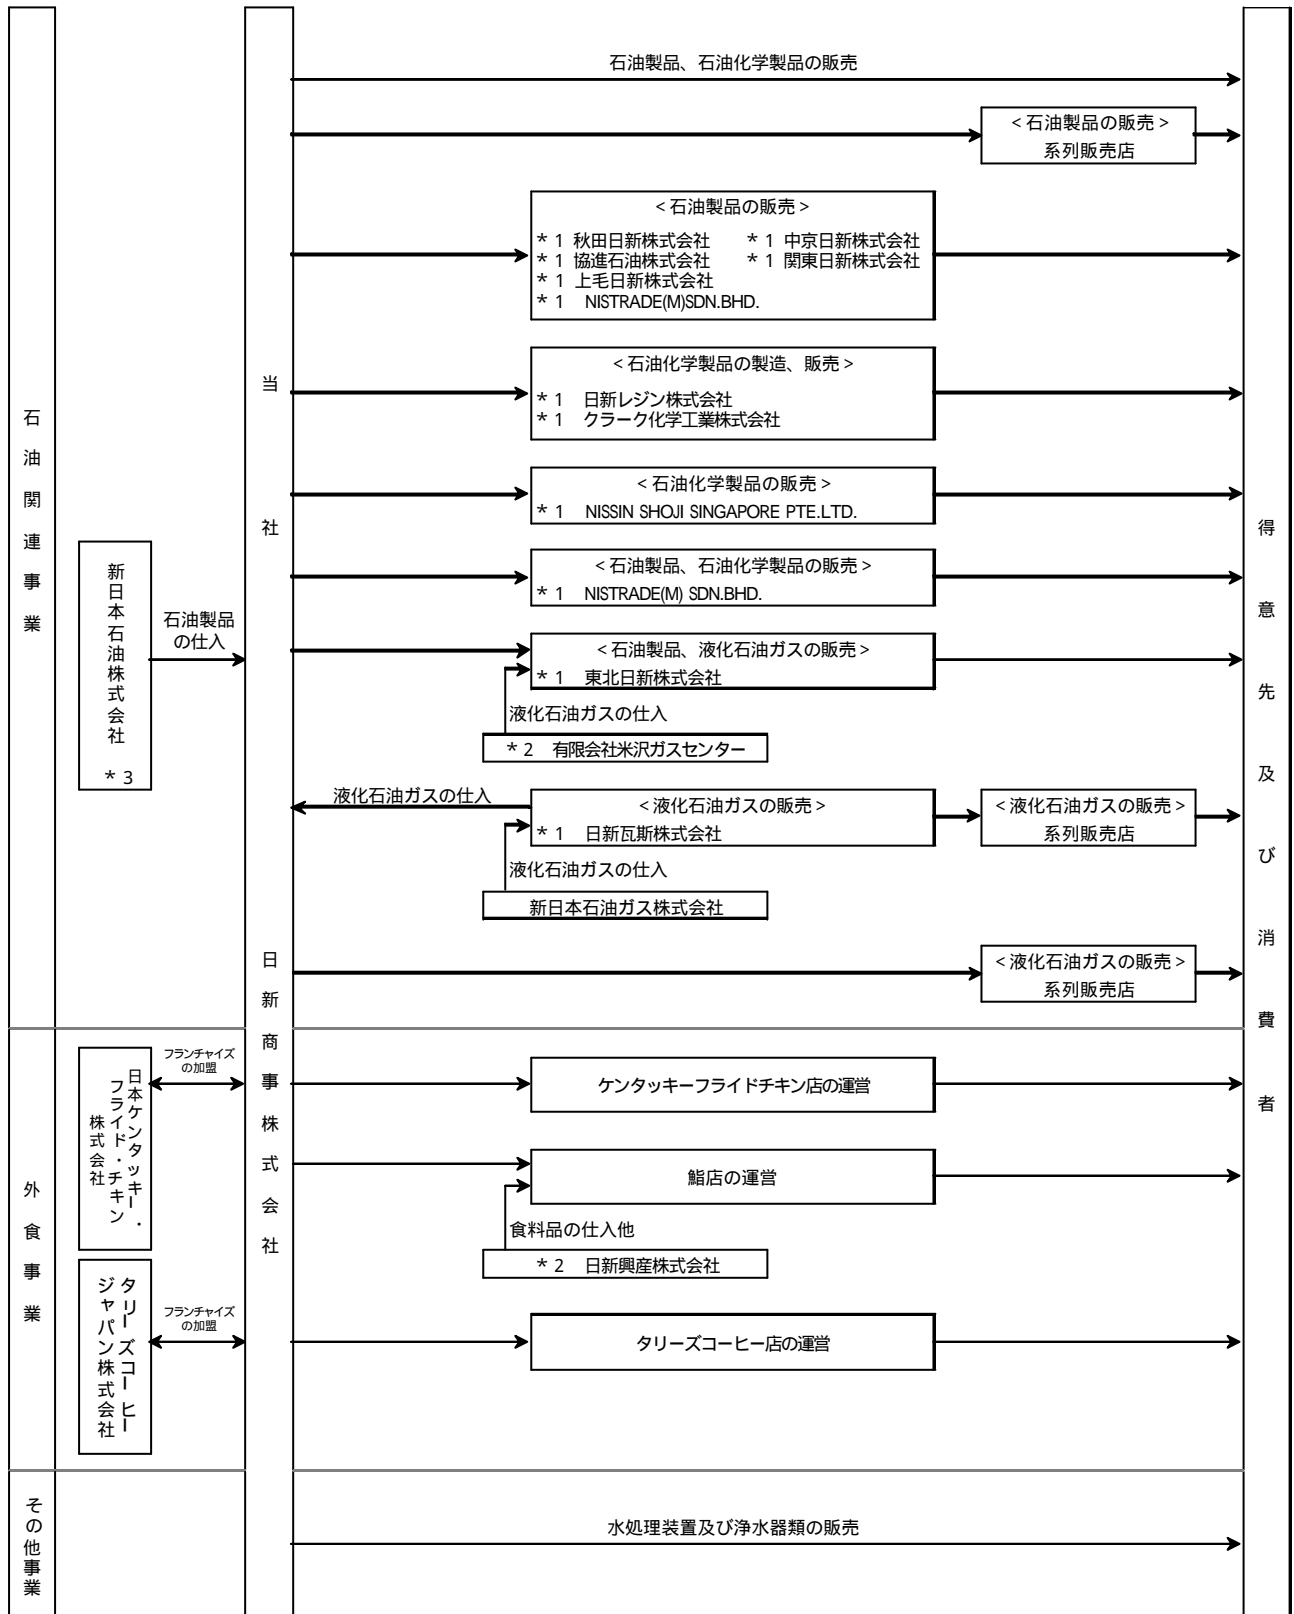 石油関連事業
新日本石油株式会社
＊3
石油製品
の仕入
当社
日新商事株式会社
石油製品、石油化学製品の販売
＜石油製品の販売＞
系列販売店
＜石油製品の販売＞
＊1 秋田日新株式会社 ＊1 中京日新株式会社
＊1 協進石油株式会社 ＊1 関東日新株式会社
＊1 上毛日新株式会社
＊1 NISTRADE(M)SDN.BHD.
＜石油化学製品の製造、販売＞
＊1 日新レジン株式会社
＊1 クラーク化学工業株式会社
＜石油化学製品の販売＞
＊1 NISSIN SHOJI SINGAPORE PTE.LTD.
＜石油製品、石油化学製品の販売＞
＊1 NISTRADE(M) SDN.BHD.
＜石油製品、液化石油ガスの販売＞
＊1 東北日新株式会社
液化石油ガスの仕入
＊2 有限会社米沢ガスセンター
液化石油ガスの仕入
＜液化石油ガスの販売＞
＊1 日新瓦斯株式会社
＜液化石油ガスの販売＞
系列販売店
液化石油ガスの仕入
新日本石油ガス株式会社
＜液化石油ガスの販売＞
系列販売店
得意先及び消費者
外食事業
日本ケンタッキー・
フライド・チキン
株式会社
フランチャイズ
の加盟
ケンタッキーフライドチキン店の運営
鮨店の運営
食料品の仕入他
＊2 日新興産株式会社
タリーズコーヒー
ジャパン株式会社
フランチャイズ
の加盟
タリーズコーヒー店の運営
その他事業
水処理装置及び浄水器類の販売